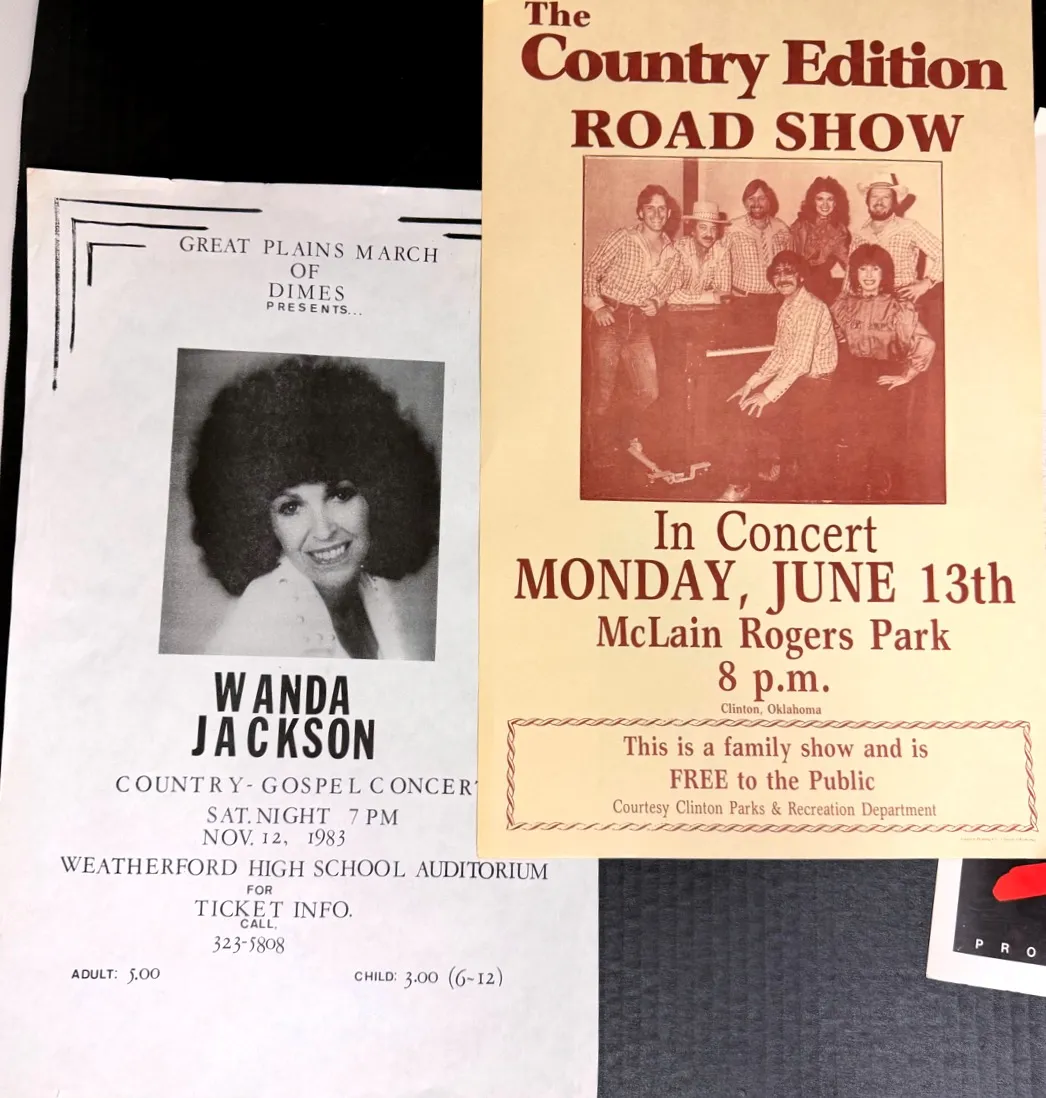 GREAT PLAINS MARCH
OF
DIMES
PRESENTS...
WANDA
JACKSON
COUNTRY-GOSPEL CONCERT
SAT. NIGHT 7 PM
NOV. 12, 1983
WEATHERFORD HIGH SCHOOL AUDITORIUM
FOR
TICKET INFO.
CALL,
323-5808
ADULT: 5.00 CHILD: 3.00 (6-12)
The
Country Edition
ROAD SHOW
In Concert
MONDAY, JUNE 13th
McLain Rogers Park
8 p.m.
Clinton, Oklahoma
This is a family show and is
FREE to the Public
Courtesy Clinton Parks & Recreation Department
PRO